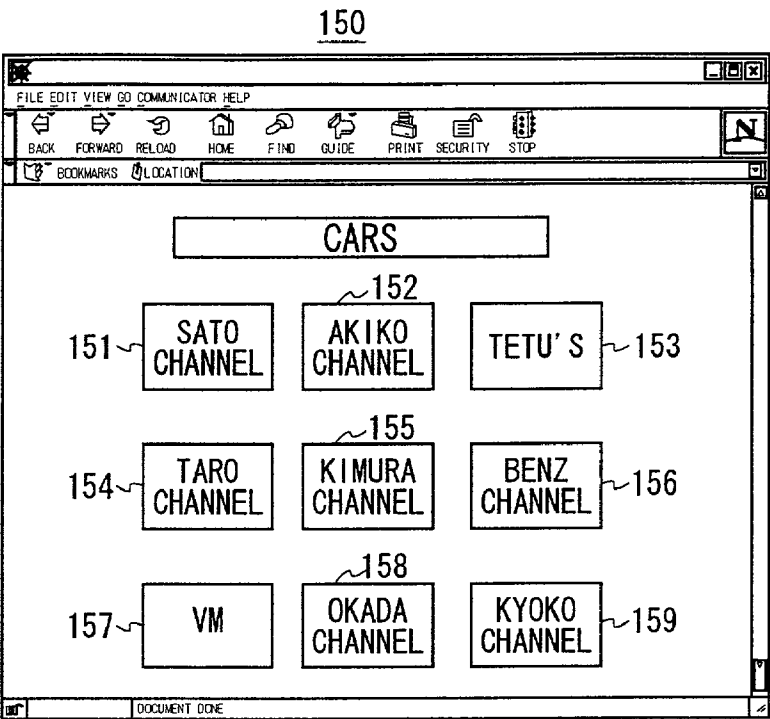 150
FILE EDIT VIEW GO COMMUNICATOR HELP
BACK FORWARD RELOAD HOME FIND GUIDE PRINT SECURITY STOP
N
BOOKMARKS LOCATION
CARS
152
151 SATO CHANNEL AKIKO CHANNEL TETU'S 153
155
154 TARO CHANNEL KIMURA CHANNEL BENZ CHANNEL 156
158
157 VM OKADA CHANNEL KYOKO CHANNEL 159
DOCUMENT DONE